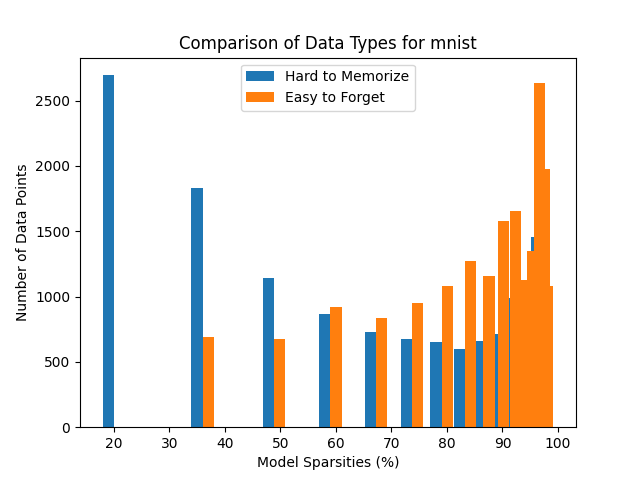 Comparison of Data Types for mnist
Hard to Memorize
Easy to Forget
Number of Data Points
2500
2000
1500
1000
500
0
20 30 40 50 60 70 80 90 100
Model Sparsities (%)